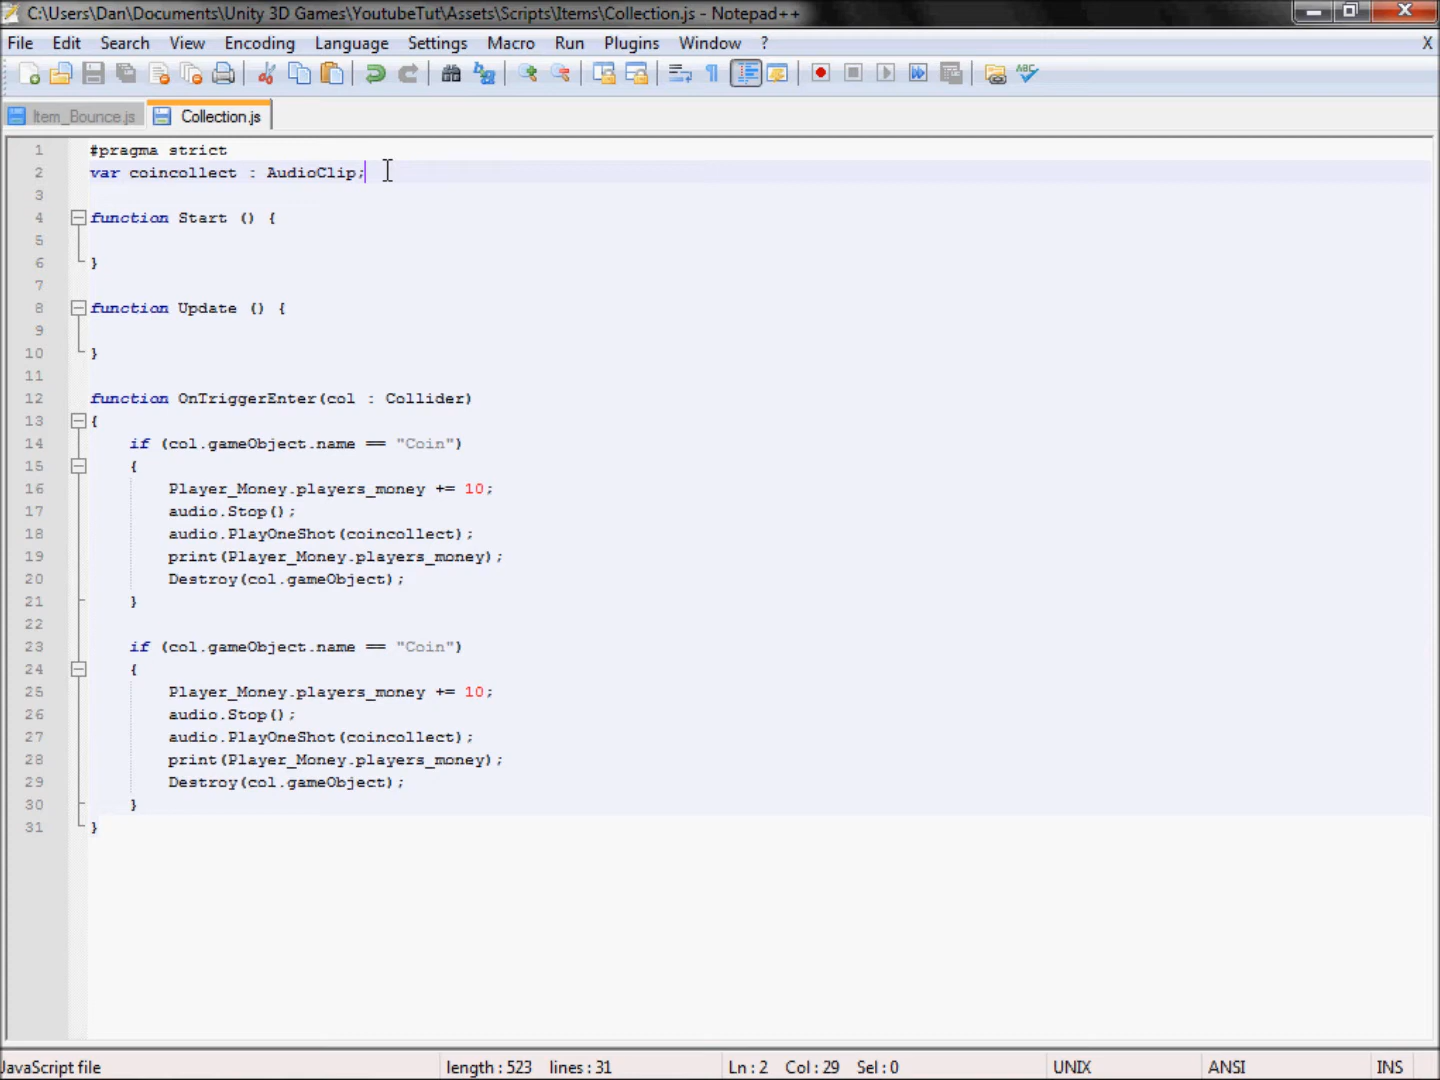 C:\Users\Dan\Documents\Unity 3D Games\YoutubeTut\Assets\Scripts\Items\Collection.js - Notepad++
File Edit Search View Encoding Language Settings Macro Run Plugins Window ? X
Item_Bounce.js Collection.js
1 #pragma strict
2 var coincollect : AudioClip;
3
4 function Start () {
5
6 }
7
8 function Update () {
9
10 }
11
12 function OnTriggerEnter(col : Collider)
13 {
14 if (col.gameObject.name == "Coin")
15 {
16 Player_Money.players_money += 10;
17 audio.Stop();
18 audio.PlayOneShot(coincollect);
19 print(Player_Money.players_money);
20 Destroy(col.gameObject);
21 }
22
23 if (col.gameObject.name == "Coin")
24 {
25 Player_Money.players_money += 10;
26 audio.Stop();
27 audio.PlayOneShot(coincollect);
28 print(Player_Money.players_money);
29 Destroy(col.gameObject);
30 }
31 }
JavaScript file length : 523 lines : 31 Ln : 2 Col : 29 Sel : 0 UNIX ANSI INS